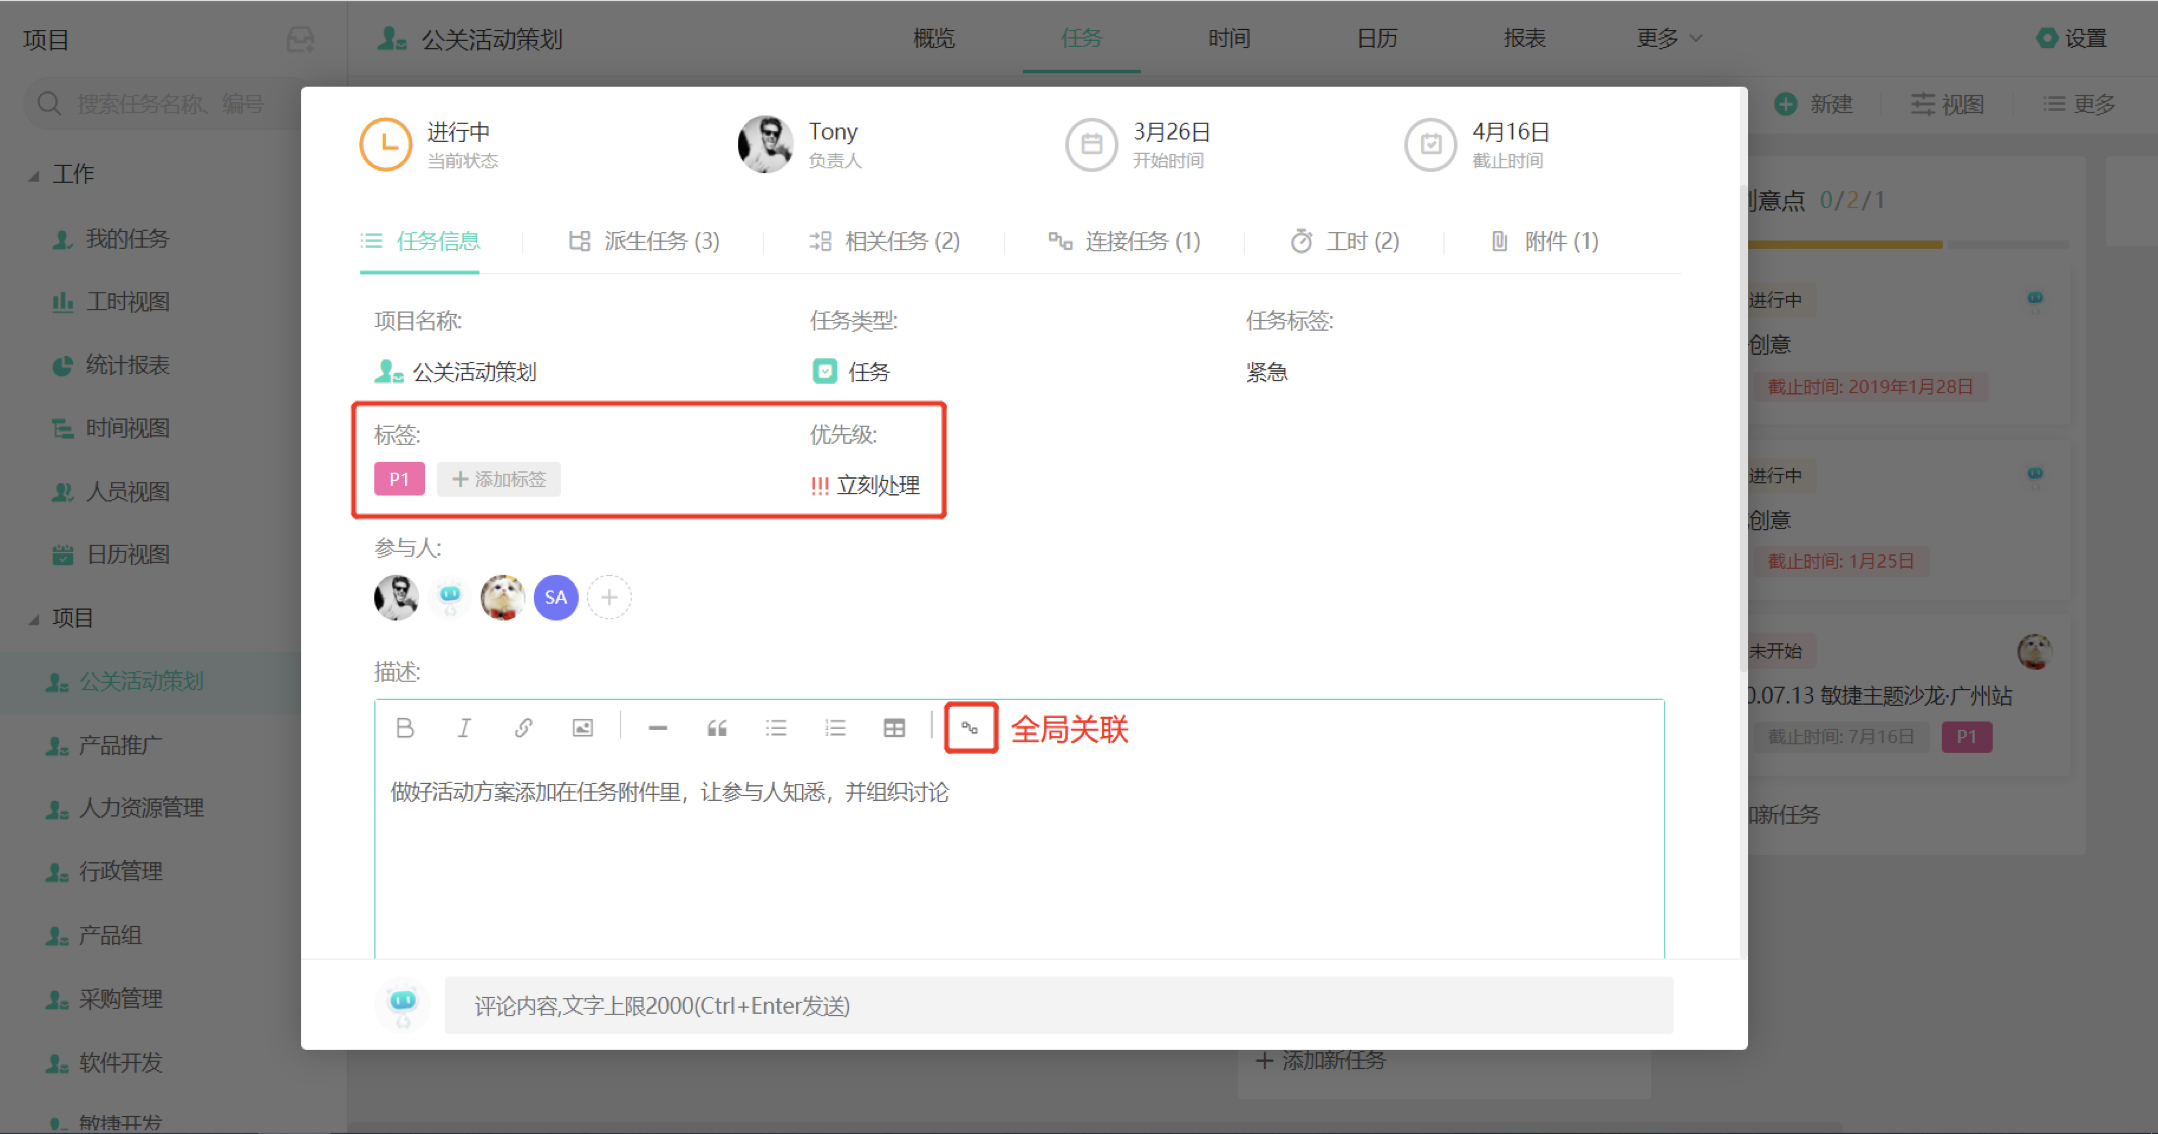 项目
公关活动策划
概览
任务
时间
日历
报表
更多
设置
搜索任务名称、编号
新建
视图
更多
工作
我的任务
工时视图
统计报表
时间视图
人员视图
日历视图
项目
公关活动策划
产品推广
人力资源管理
行政管理
产品组
采购管理
软件开发
敏捷开发
进行中
当前状态
Tony
负责人
3月26日
开始时间
4月16日
截止时间
任务信息
派生任务 (3)
相关任务 (2)
连接任务 (1)
工时 (2)
附件 (1)
项目名称:
任务类型:
任务标签:
公关活动策划
任务
紧急
标签:
优先级:
P1
添加标签
!!! 立刻处理
参与人:
SA
描述:
全局关联
做好活动方案添加在任务附件里，让参与人知悉，并组织讨论
评论内容,文字上限2000(Ctrl+Enter发送)
添加新任务
创意点 0/2/1
进行中
创意
截止时间: 2019年1月28日
进行中
创意
截止时间: 1月25日
未开始
0.07.13 敏捷主题沙龙·广州站
截止时间: 7月16日
P1
新任务